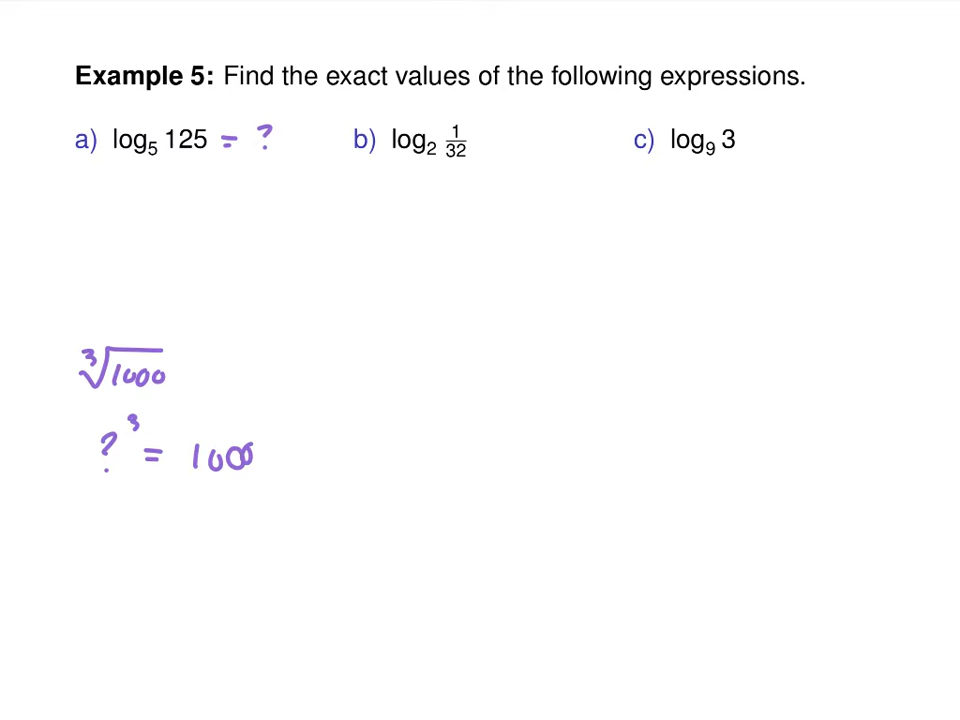 Example 5: Find the exact values of the following expressions.
a) log₅ 125 = ? b) log₂ 1/32 c) log₉ 3
∛1000
?³ = 1000